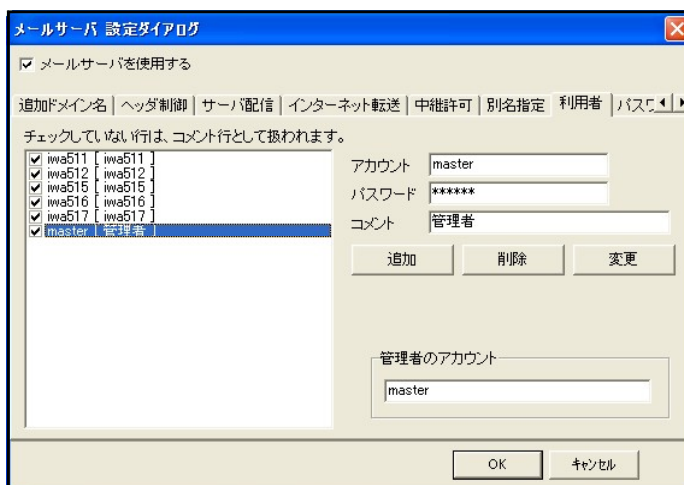 メールサーバ 設定ダイアログ
メールサーバを使用する
追加ドメイン名 ヘッダ制御 サーバ配信 インターネット転送 中継許可 別名指定 利用者 パスワ
チェックしていない行は、コメント行として扱われます。
iwa511 [ iwa511 ]
iwa512 [ iwa512 ]
iwa515 [ iwa515 ]
iwa516 [ iwa516 ]
iwa517 [ iwa517 ]
master [ 管理者 ]
アカウント master
パスワード ******
コメント 管理者
追加 削除 変更
管理者のアカウント
master
OK キャンセル